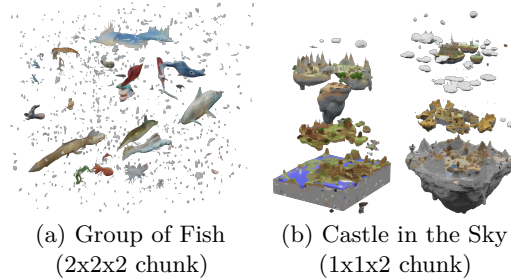 (a) Group of Fish
(2x2x2 chunk)
(b) Castle in the Sky
(1x1x2 chunk)